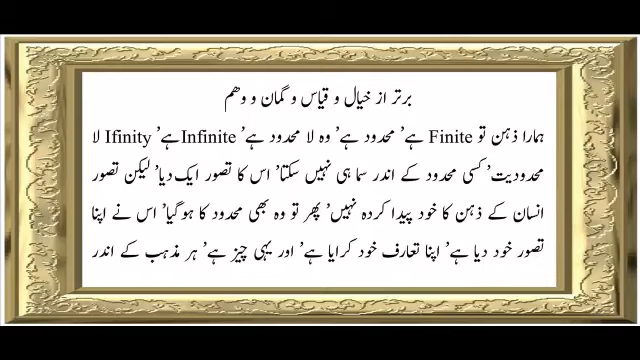 برتر از خیال و قیاس و گمان و وھم
ہمارا ذہن تو Finite ہے’ محدود ہے’ وہ لا محدود ہے’ Infinite ہے’ Ifinity لا
محدودیت’ کسی محدود کے اندر سما ہی نہیں سکتا’ اس کا تصور ایک دیا’ لیکن تصور
انسان کے ذہن کا خود پیدا کردہ نہیں’ پھر تو وہ بھی محدود کا ہوگیا’ اس نے اپنا
تصور خود دیا ہے’ اپنا تعارف خود کرایا ہے’ اور یہی چیز ہے’ ہر مذہب کے اندر